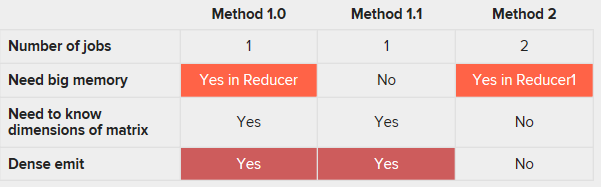 Method 1.0 Method 1.1 Method 2
Number of jobs 1 1 2
Need big memory Yes in Reducer No Yes in Reducer1
Need to know
dimensions of matrix Yes Yes No
Dense emit Yes Yes No